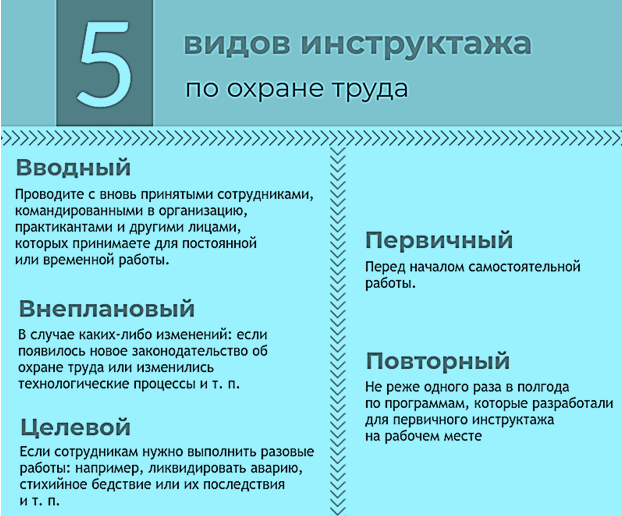 5
видов инструктажа
по охране труда
Вводный
Проводите с вновь принятыми сотрудниками,
командированными в организацию,
практикантами и другими лицами,
которых принимаете для постоянной
или временной работы.
Внеплановый
В случае каких-либо изменений: если
появилось новое законодательство об
охране труда или изменились
технологические процессы и т. п.
Целевой
Если сотрудникам нужно выполнить разовые
работы: например, ликвидировать аварию,
стихийное бедствие или их последствия
и т. п.
Первичный
Перед началом самостоятельной
работы.
Повторный
Не реже одного раза в полгода
по программам, которые разработали
для первичного инструктажа
на рабочем месте